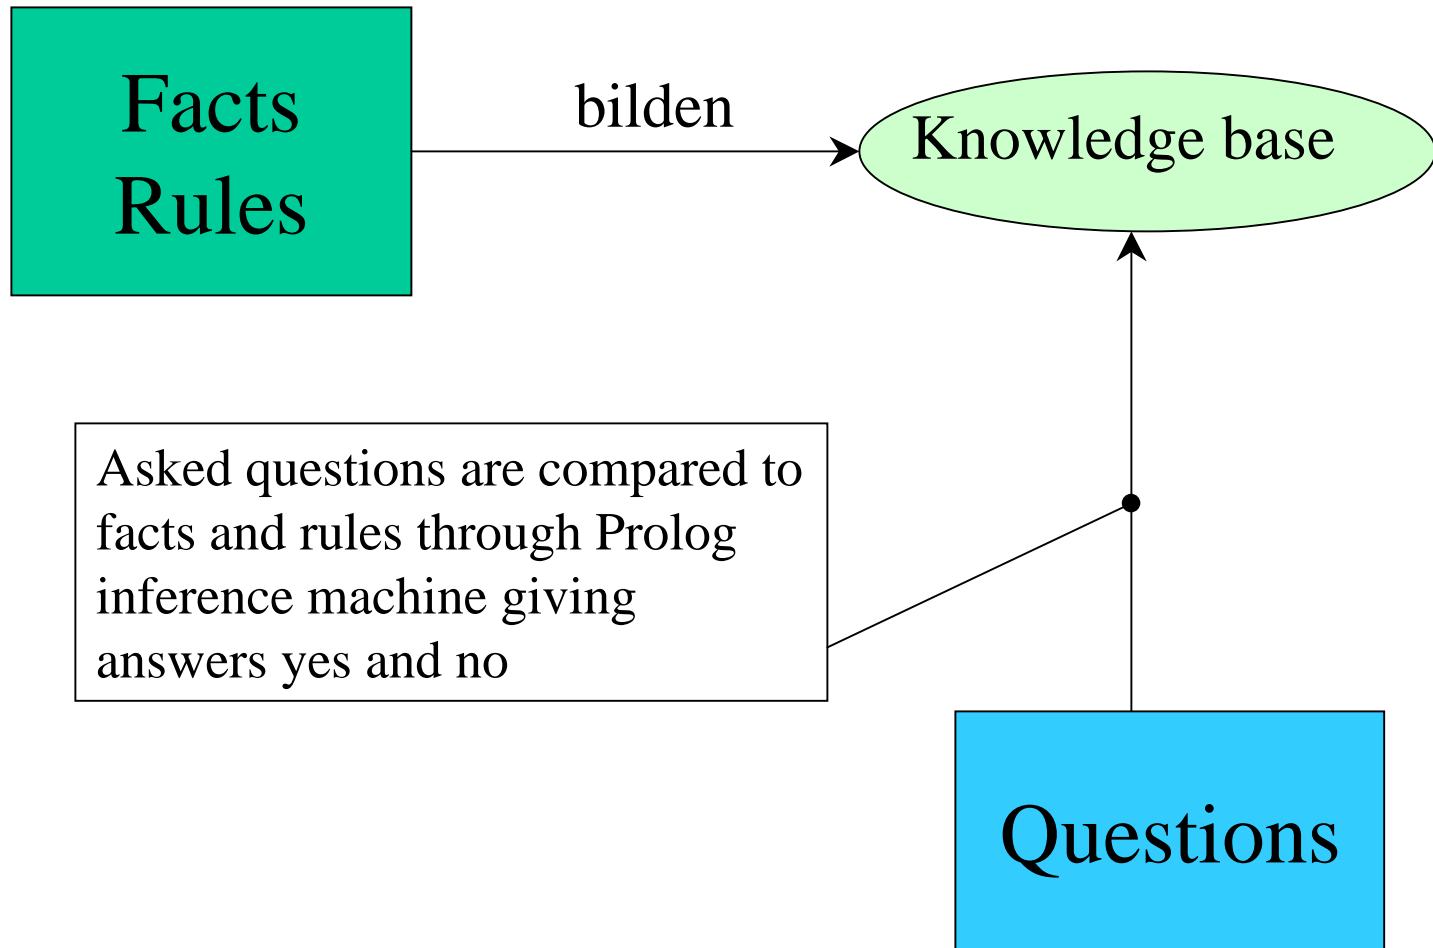 Facts
Rules
bilden
Knowledge base
Asked questions are compared to
facts and rules through Prolog
inference machine giving
answers yes and no
Questions